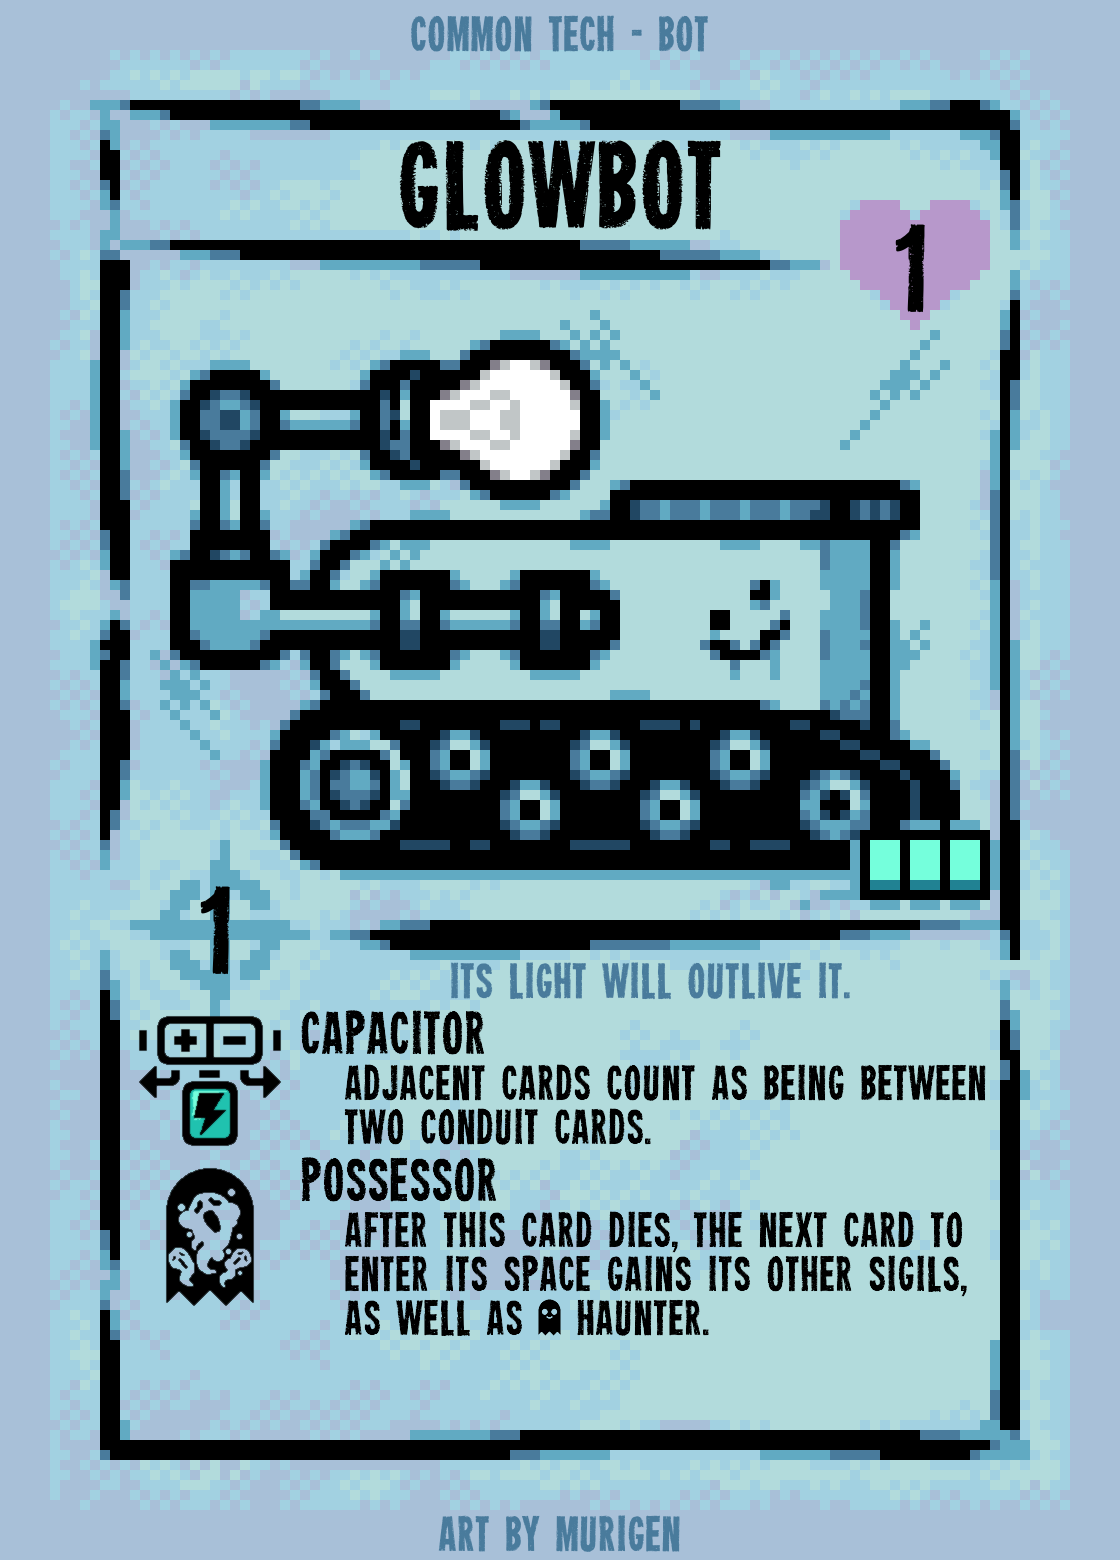 COMMON TECH - BOT
GLOWBOT
1
1
ITS LIGHT WILL OUTLIVE IT.
CAPACITOR
ADJACENT CARDS COUNT AS BEING BETWEEN
TWO CONDUIT CARDS.
POSSESSOR
AFTER THIS CARD DIES, THE NEXT CARD TO
ENTER ITS SPACE GAINS ITS OTHER SIGILS,
AS WELL AS HAUNTER.
ART BY MURIGEN